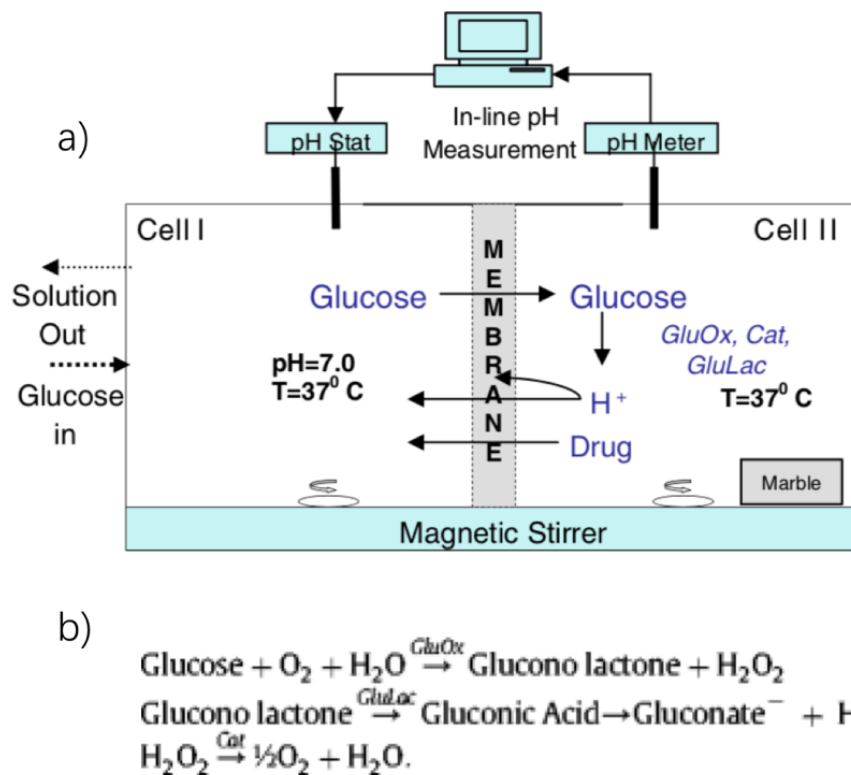 a)
In-line pH
Measurement
pH Stat
pH Meter
Cell I
Cell II
MEMBRANE
Solution
Out
Glucose
in
Glucose
Glucose
GluOx, Cat,
GluLac
pH=7.0
T=37⁰ C
T=37⁰ C
H⁺
Drug
Marble
Magnetic Stirrer
b)
Glucose + O₂ + H₂O →^GluOx Glucono lactone + H₂O₂
Glucono lactone →^GluLac Gluconic Acid→Gluconate⁻ + H
H₂O₂ →^Cat ½O₂ + H₂O.